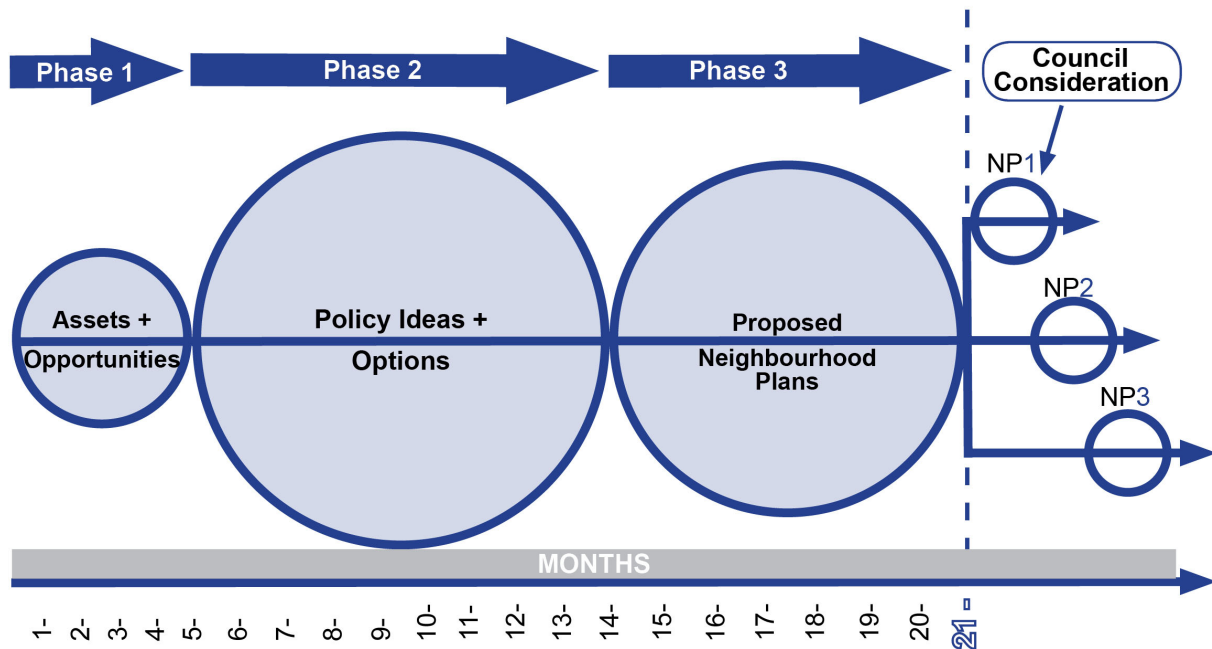 Phase 1
Phase 2
Phase 3
Council
Consideration
NP1
NP2
NP3
Assets +
Opportunities
Policy Ideas +
Options
Proposed
Neighbourhood
Plans
MONTHS
1-
2-
3-
4-
5-
6-
7-
8-
9-
10-
11-
12-
13-
14-
15-
16-
17-
18-
19-
20-
21-